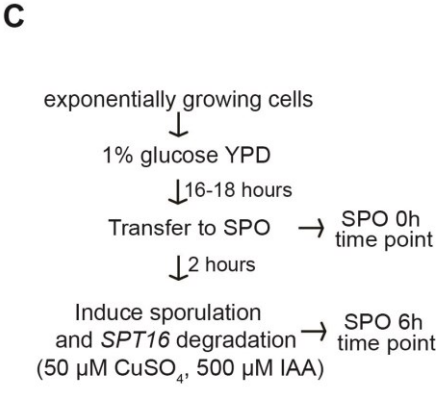 C
exponentially growing cells
1% glucose YPD
16-18 hours
Transfer to SPO → SPO 0h
time point
2 hours
Induce sporulation
and SPT16 degradation → SPO 6h
time point
(50 µM CuSO₄, 500 µM IAA)